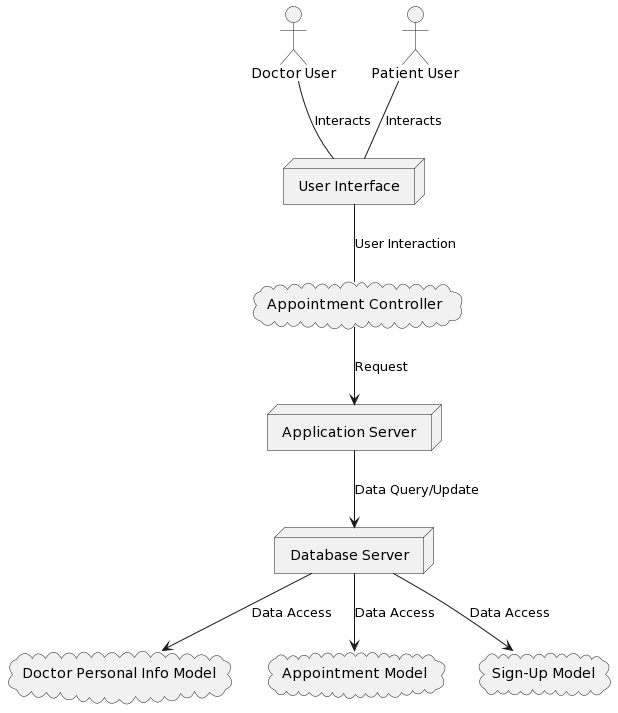 Doctor User
Patient User
Interacts
Interacts
User Interface
User Interaction
Appointment Controller
Request
Application Server
Data Query/Update
Database Server
Data Access
Data Access
Data Access
Doctor Personal Info Model
Appointment Model
Sign-Up Model